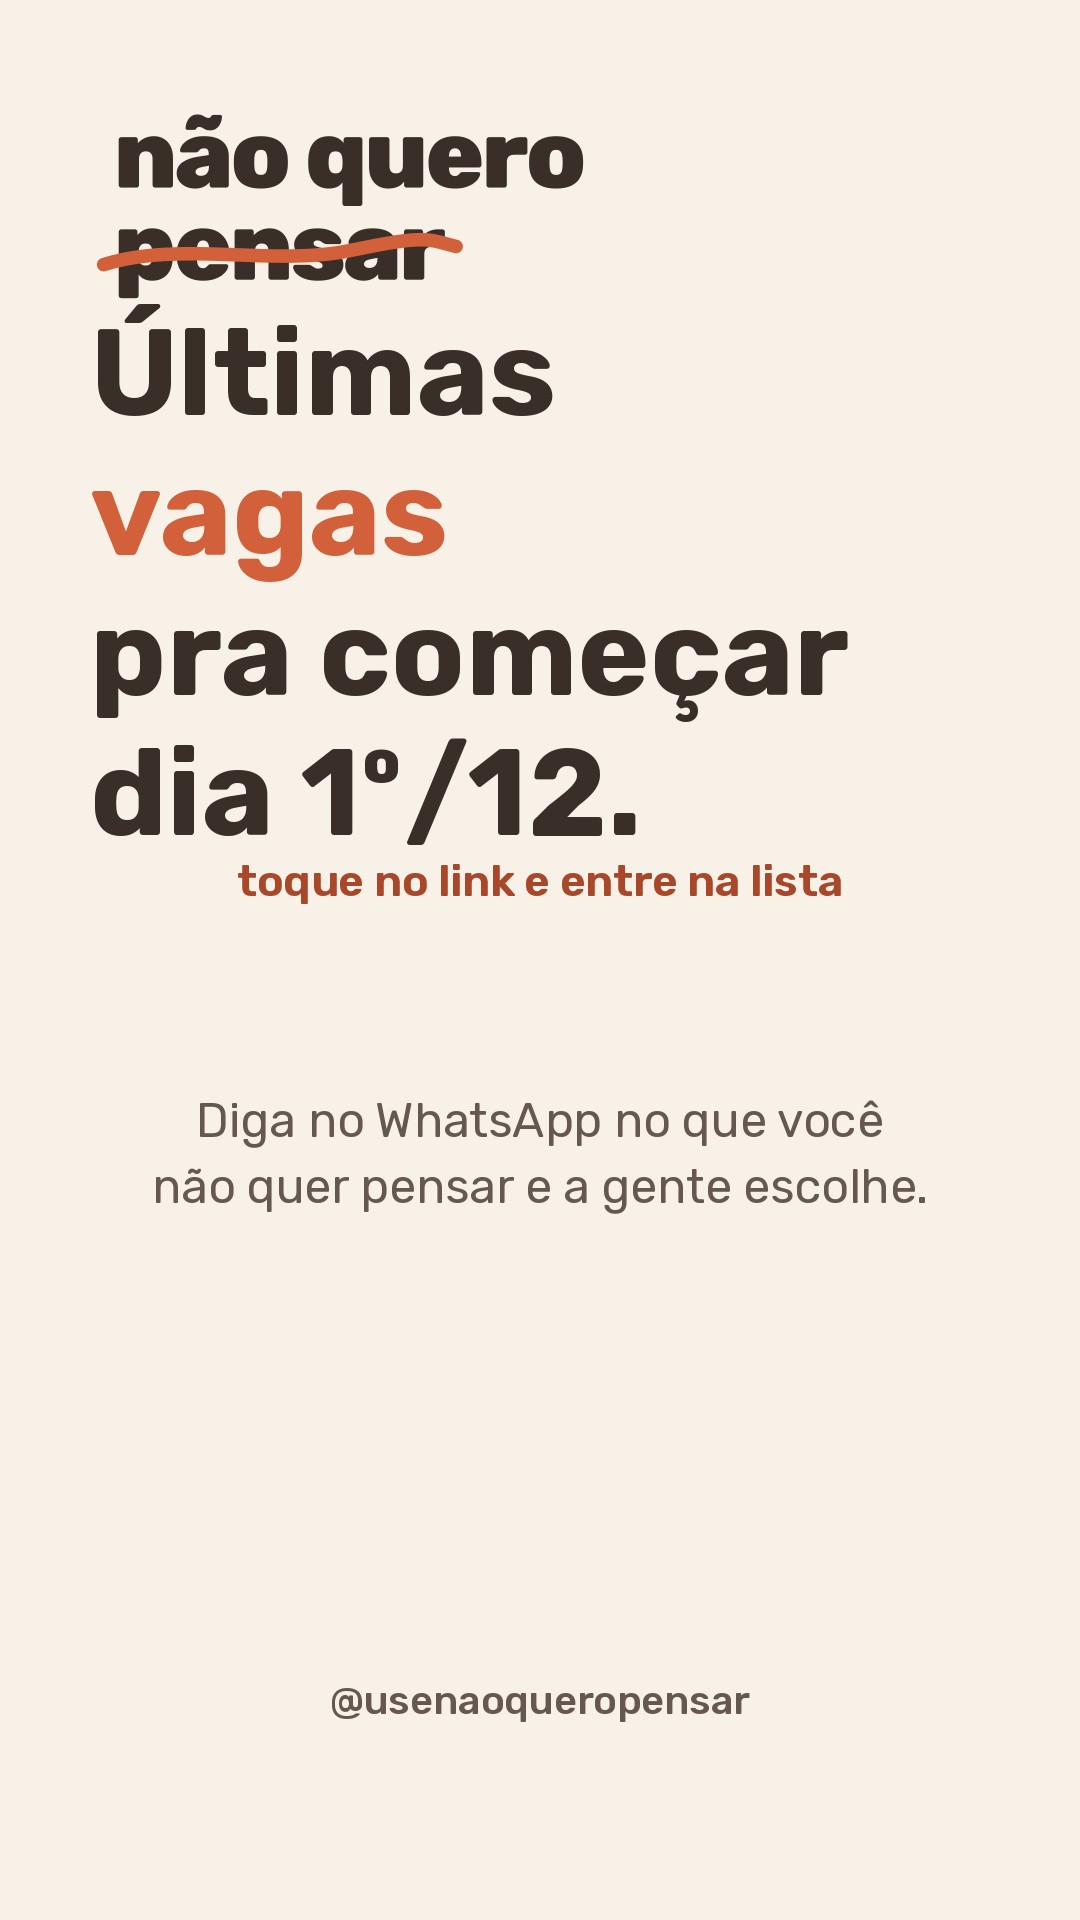 não quero
pensar
Últimas
vagas
pra começar
dia 1º/12.
toque no link e entre na lista
Diga no WhatsApp no que você
não quer pensar e a gente escolhe.
@usenaoqueropensar